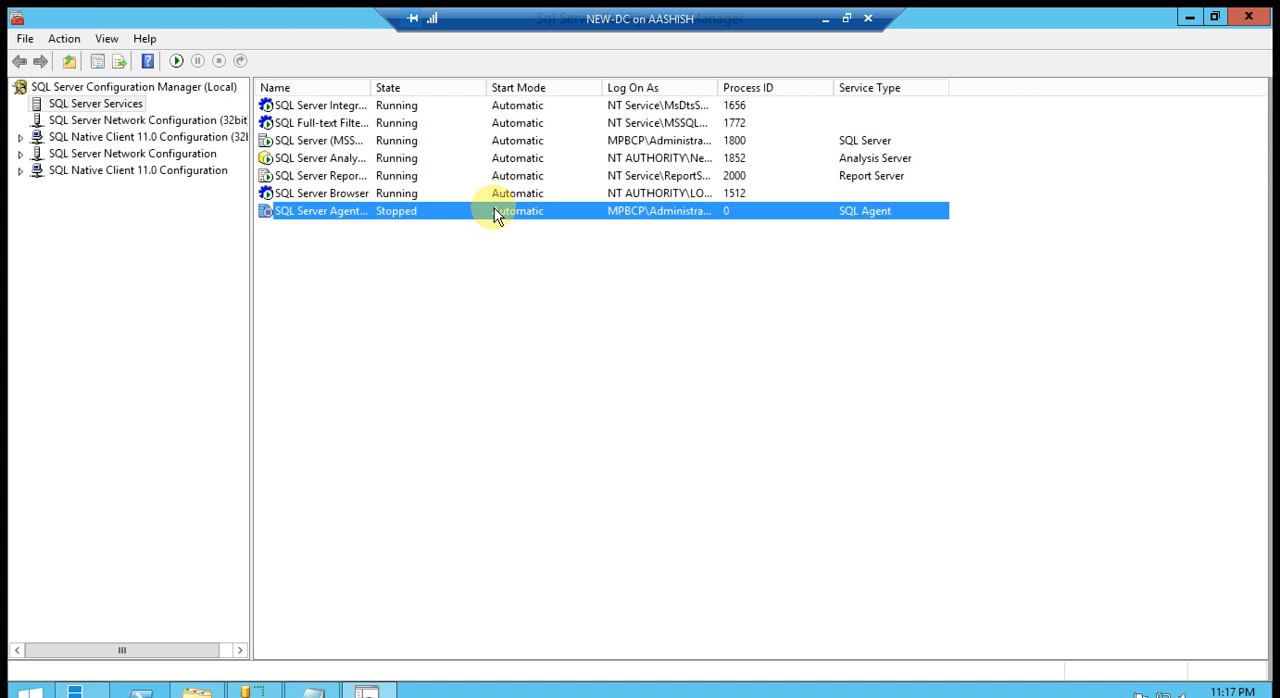 NEW-DC on AASHISH
File Action View Help
SQL Server Configuration Manager (Local)
SQL Server Services
SQL Server Network Configuration (32bit
SQL Native Client 11.0 Configuration (32b
SQL Server Network Configuration
SQL Native Client 11.0 Configuration
Name State Start Mode Log On As Process ID Service Type
SQL Server Integr... Running Automatic NT Service\MsDtsS... 1656
SQL Full-text Filte... Running Automatic NT Service\MSSQL... 1772
SQL Server (MSS... Running Automatic MPBCP\Administra... 1800 SQL Server
SQL Server Analy... Running Automatic NT AUTHORITY\Ne... 1852 Analysis Server
SQL Server Repor... Running Automatic NT Service\ReportS... 2000 Report Server
SQL Server Browser Running Automatic NT AUTHORITY\LO... 1512
SQL Server Agent... Stopped Automatic MPBCP\Administra... 0 SQL Agent
11:17 PM